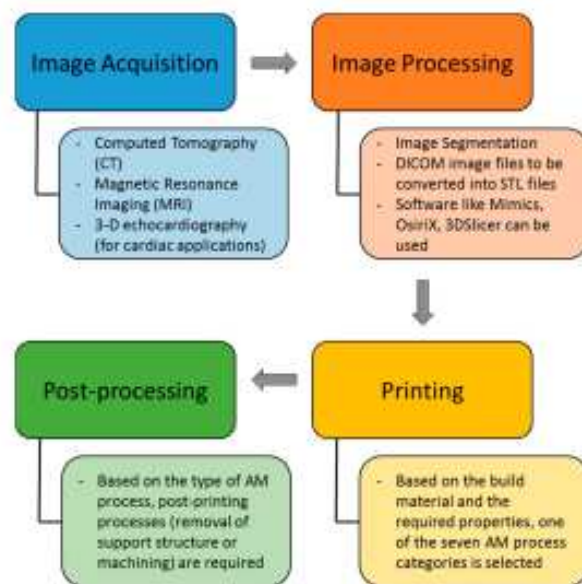 Image Acquisition
- Computed Tomography
(CT)
- Magnetic Resonance
Imaging (MRI)
- 3-D echocardiography
(for cardiac applications)
Image Processing
- Image Segmentation
- DICOM image files to be
converted into STL files
- Software like Mimics,
OsiriX, 3DSlicer can be
used
Printing
- Based on the build
material and the
required properties, one
of the seven AM process
categories is selected
Post-processing
- Based on the type of AM
process, post-printing
processes (removal of
support structure or
machining) are required